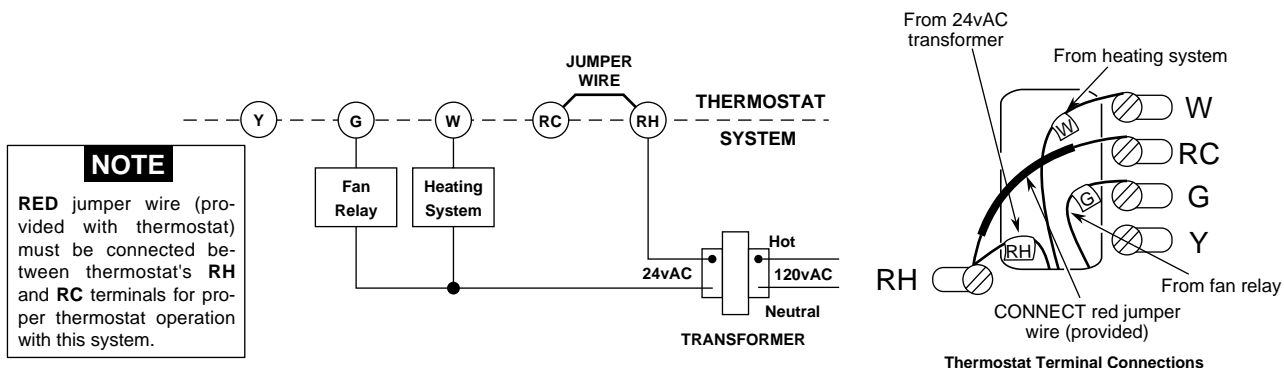 JUMPER
WIRE
THERMOSTAT
Y
G
W
RC
RH
SYSTEM
NOTE
RED jumper wire (pro-
vided with thermostat)
must be connected be-
tween thermostat's RH
and RC terminals for pro-
per thermostat operation
with this system.
Fan
Relay
Heating
System
Hot
24vAC
120vAC
Neutral
TRANSFORMER
From 24vAC
transformer
From heating system
W
W
RC
G
G
Y
RH
RH
From fan relay
CONNECT red jumper
wire (provided)
Thermostat Terminal Connections